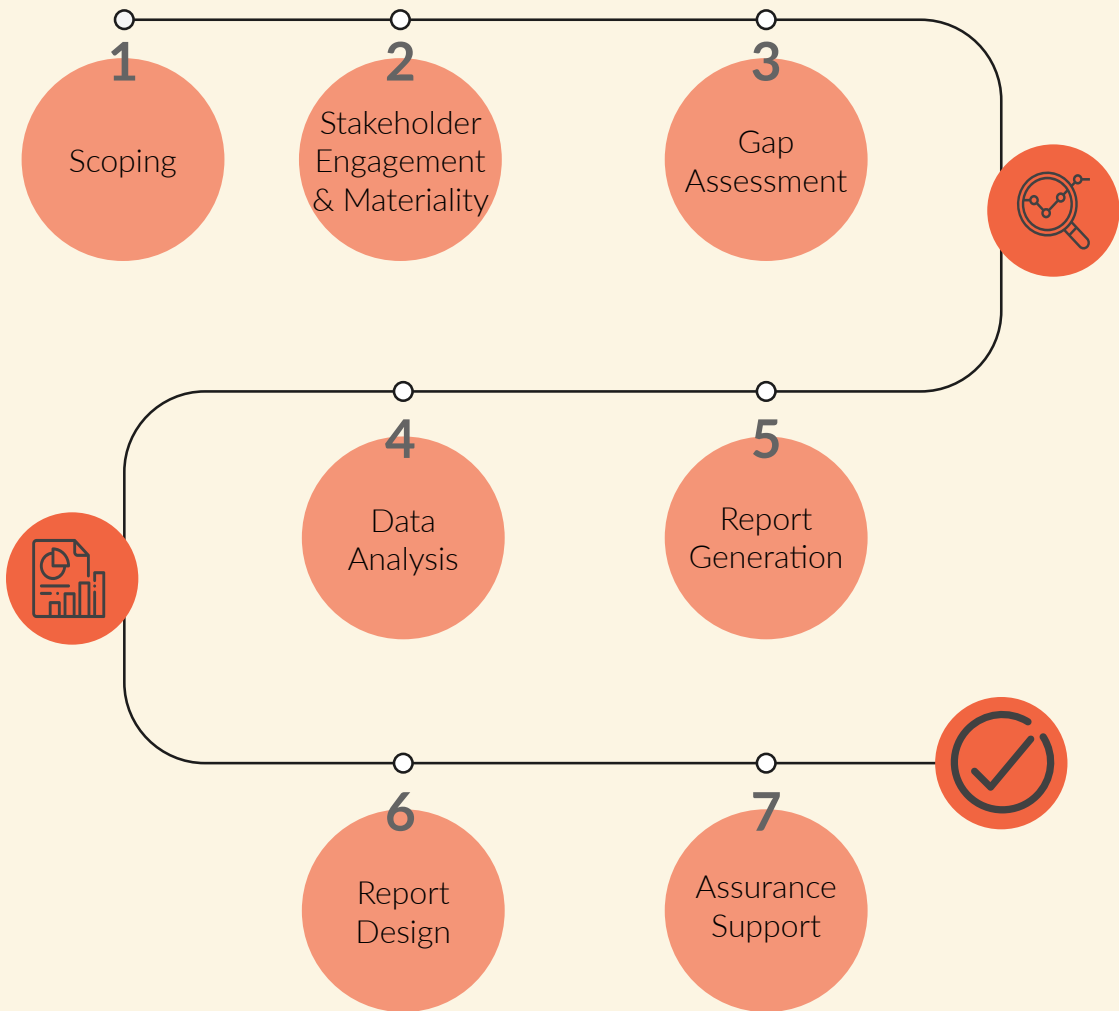 1
Scoping
2
Stakeholder
Engagement
& Materiality
3
Gap
Assessment
4
Data
Analysis
5
Report
Generation
6
Report
Design
7
Assurance
Support